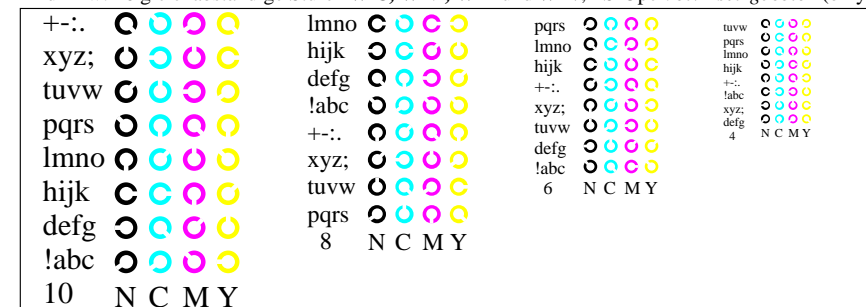 +-:.
xyz;
tuvw
pqrs
lmno
hijk
defg
!abc
10 N C M Y
lmno
hijk
defg
!abc
+-:.
xyz;
tuvw
pqrs
8 N C M Y
pqrs
lmno
hijk
+-:.
xyz;
tuvw
defg
!abc
6 N C M Y
tuvw
pqrs
lmno
hijk
+-:.
!abc
xyz;
defg
4 N C M Y